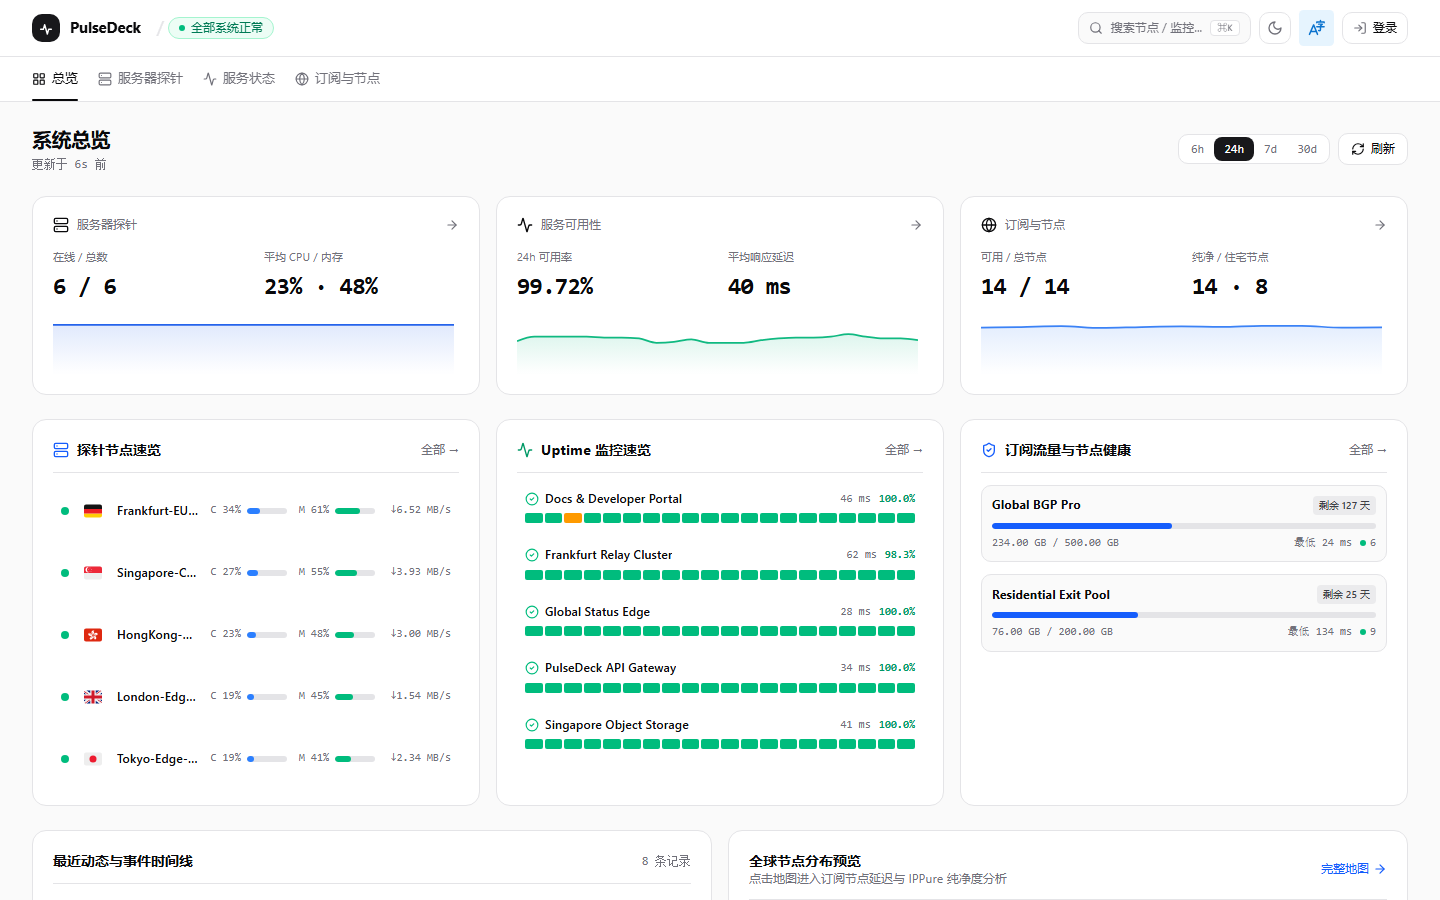 PulseDeck
全部系统正常
搜索节点 / 监控...
⌘K
登录
总览
服务器探针
服务状态
订阅与节点
系统总览
更新于 6s 前
6h
24h
7d
30d
刷新
服务器探针
在线 / 总数
6 / 6
平均 CPU / 内存
23% · 48%
服务可用性
24h 可用率
99.72%
平均响应延迟
40 ms
订阅与节点
可用 / 总节点
14 / 14
纯净 / 住宅节点
14 · 8
探针节点速览
全部 →
Frankfurt-EU... C 34% M 61% ↓6.52 MB/s
Singapore-C... C 27% M 55% ↓3.93 MB/s
HongKong-... C 23% M 48% ↓3.00 MB/s
London-Edg... C 19% M 45% ↓1.54 MB/s
Tokyo-Edge-... C 19% M 41% ↓2.34 MB/s
Uptime 监控速览
全部 →
Docs & Developer Portal 46 ms 100.0%
Frankfurt Relay Cluster 62 ms 98.3%
Global Status Edge 28 ms 100.0%
PulseDeck API Gateway 34 ms 100.0%
Singapore Object Storage 41 ms 100.0%
订阅流量与节点健康
全部 →
Global BGP Pro 剩余 127 天
234.00 GB / 500.00 GB 最低 24 ms 6
Residential Exit Pool 剩余 25 天
76.00 GB / 200.00 GB 最低 134 ms 9
最近动态与事件时间线
8 条记录
全球节点分布预览
点击地图进入订阅节点延迟与 IPPure 纯净度分析
完整地图 →